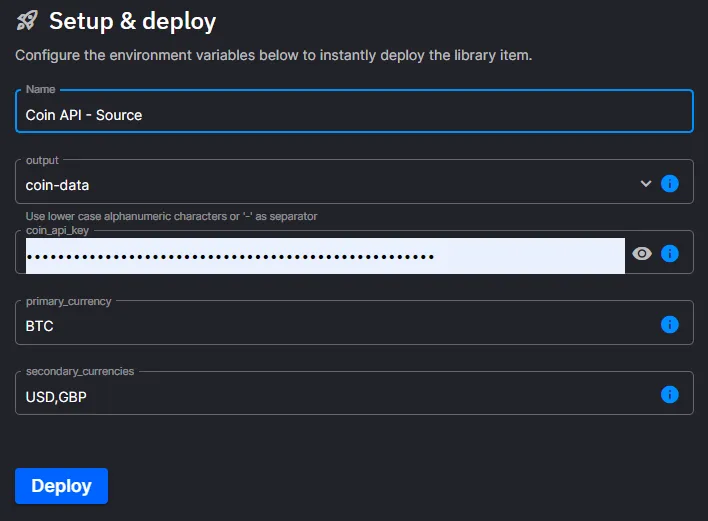 Setup & deploy
Configure the environment variables below to instantly deploy the library item.
Name
Coin API - Source
output
coin-data
Use lower case alphanumeric characters or '-' as separator
coin_api_key
••••••••••••••••••••••••••••••••••••••••••••••••••••
primary_currency
BTC
secondary_currencies
USD,GBP
Deploy